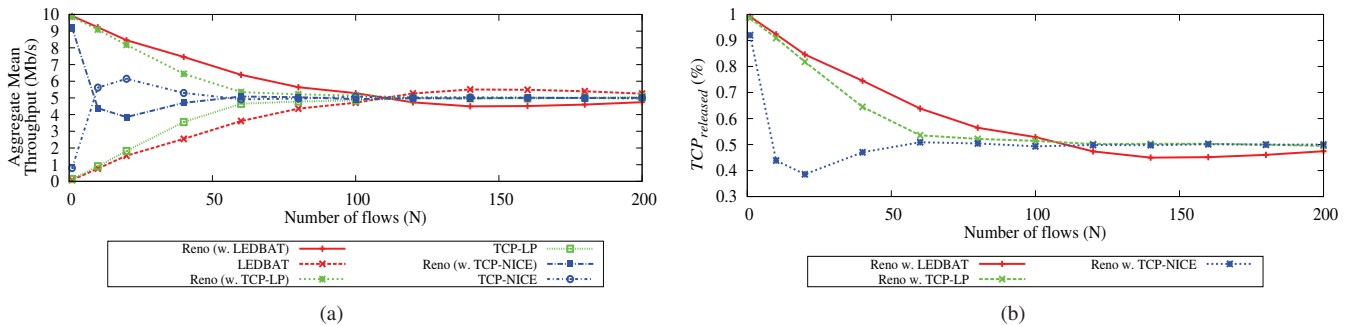 Aggregate Mean
Throughput (Mb/s)
10
9
8
7
6
5
4
3
2
1
0
0
50
100
150
200
Number of flows (N)
Reno (w. LEDBAT)
LEDBAT
Reno (w. TCP-LP)
TCP-LP
Reno (w. TCP-NICE)
TCP-NICE
(a)
TCP released (%)
1
0.9
0.8
0.7
0.6
0.5
0.4
0.3
0
50
100
150
200
Number of flows (N)
Reno w. LEDBAT
Reno w. TCP-LP
Reno w. TCP-NICE
(b)